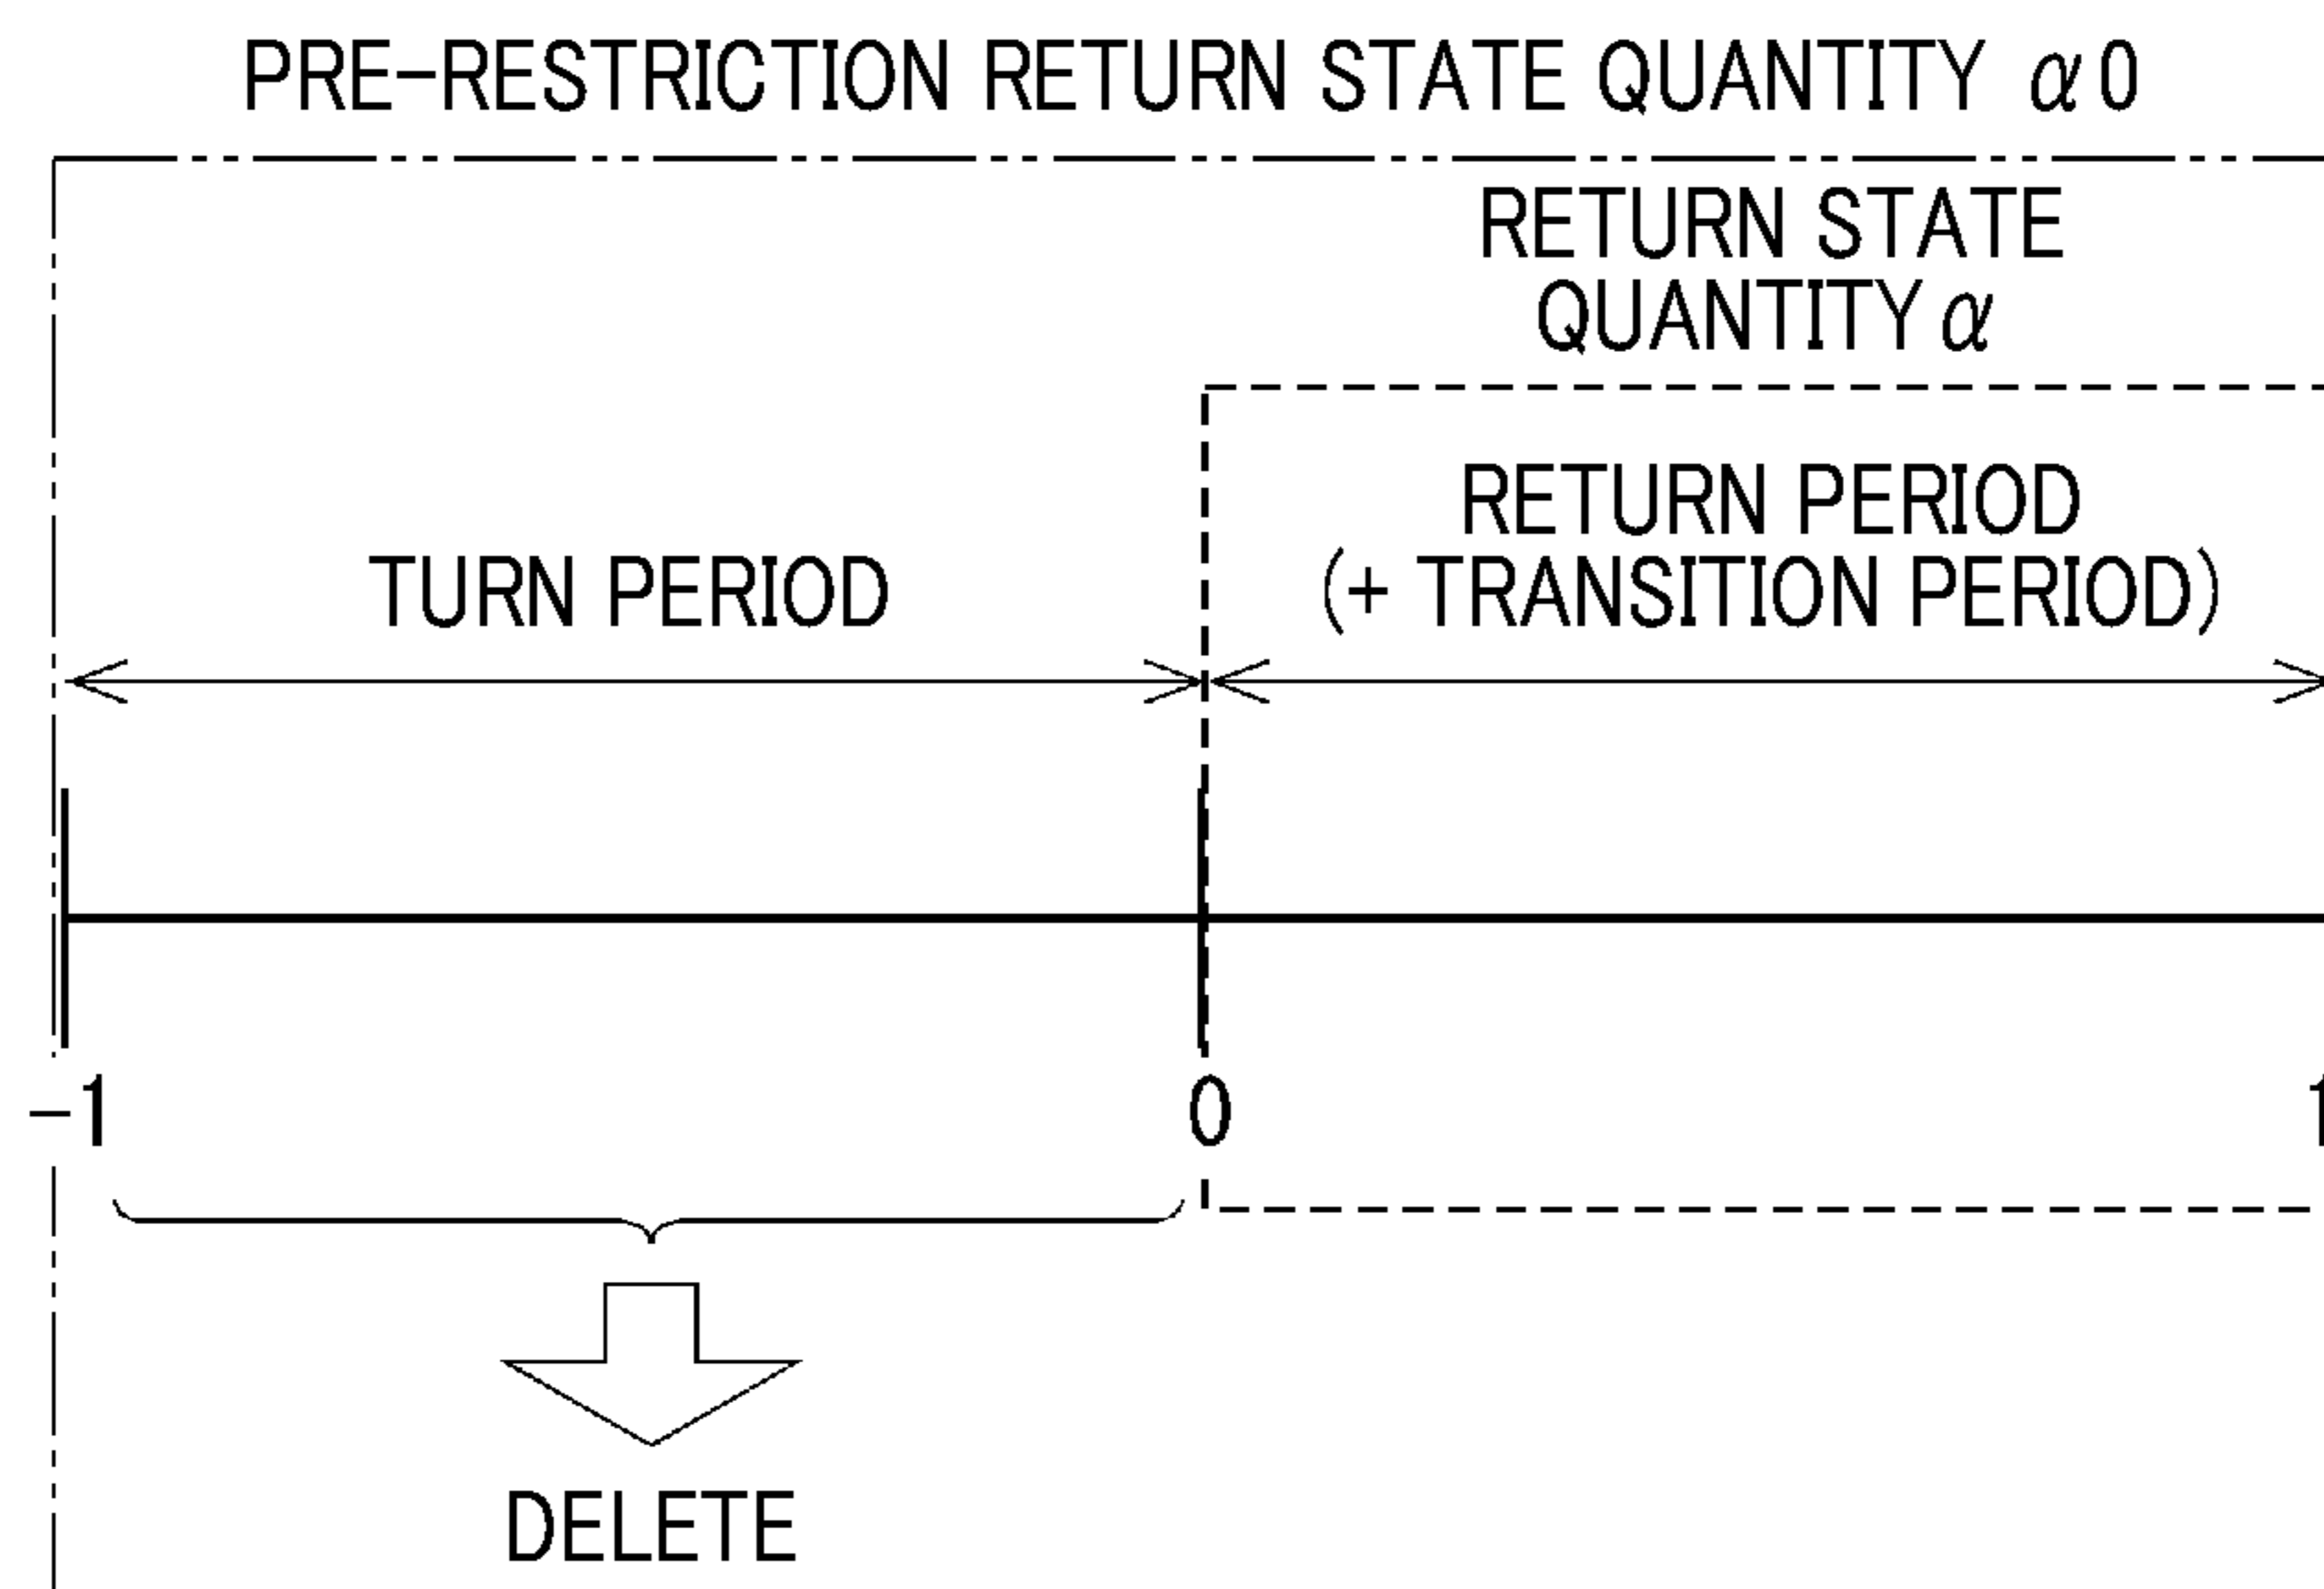 PRE-RESTRICTION RETURN STATE QUANTITY α0
RETURN STATE
QUANTITY α
RETURN PERIOD
TURN PERIOD
(+ TRANSITION PERIOD)
-1
0
1
DELETE